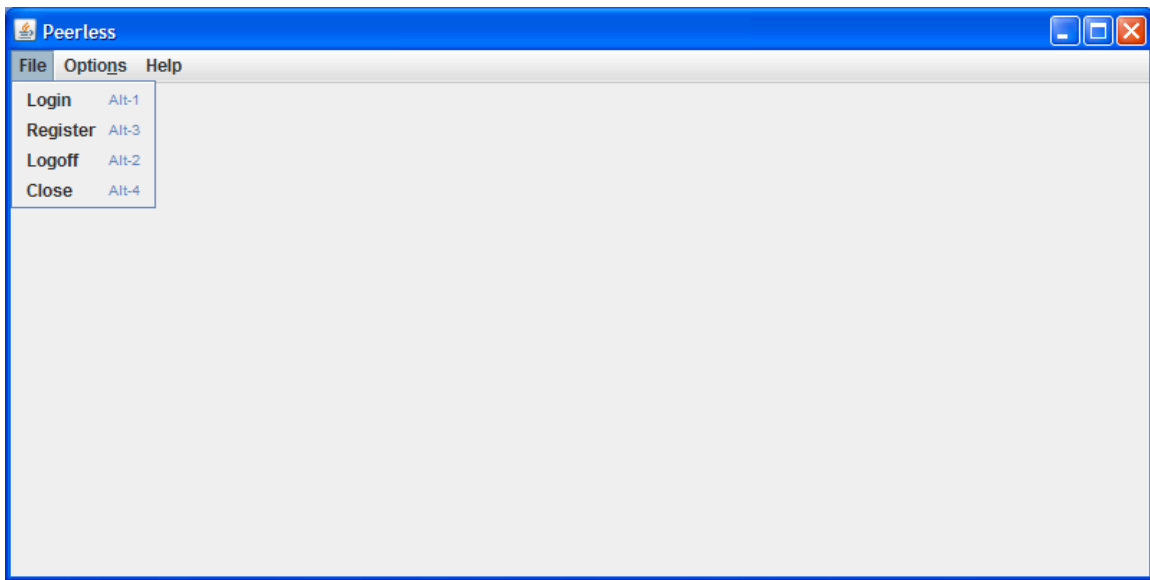 Peerless
File Options Help
Login Alt-1
Register Alt-3
Logoff Alt-2
Close Alt-4